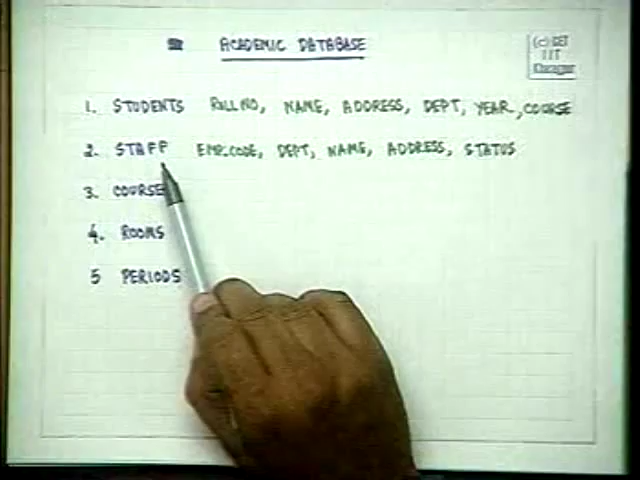 ACADEMIC DATABASE
(c) CET
I.I.T
Kharagpur
1. STUDENTS ROLL NO, NAME, ADDRESS, DEPT, YEAR, COURSE
2. STAFF EMP.CODE, DEPT, NAME, ADDRESS, STATUS
3. COURSE
4. ROOMS
5 PERIODS